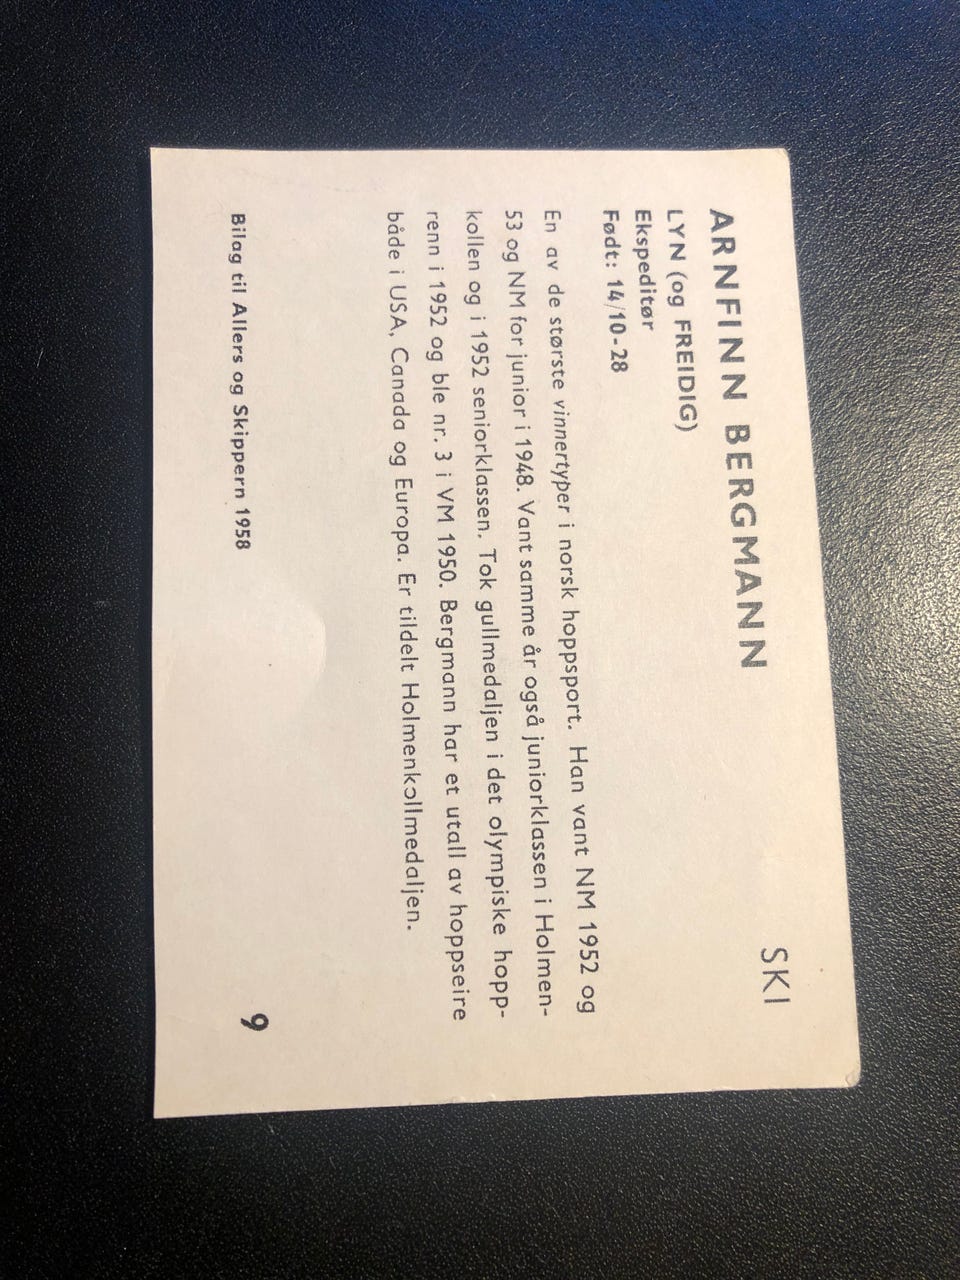 ARNFINN BERGMANN SKI
LYN (og FREIDIG)
Ekspeditør
Født: 14/10-28
En av de største vinnertyper i norsk hoppsport. Han vant NM 1952 og
53 og NM for junior i 1948. Vant samme år også juniorklassen i Holmen-
kollen og i 1952 seniorklassen. Tok gullmedaljen i det olympiske hopp-
renn i 1952 og ble nr. 3 i VM 1950. Bergmann har et utall av hoppseire
både i USA, Canada og Europa. Er tildelt Holmenkollmedaljen.
Bilag til Allers og Skippern 1958 9